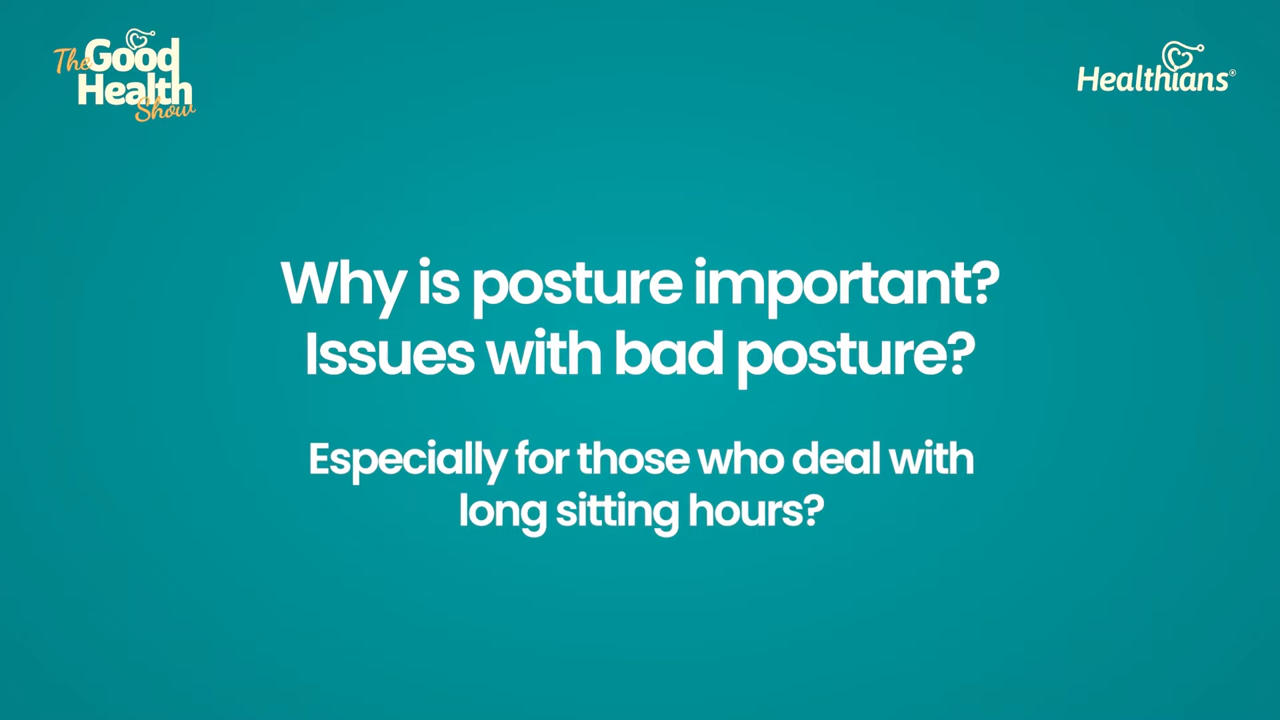 The Good
Health
Show
Healthians®
Why is posture important?
Issues with bad posture?
Especially for those who deal with
long sitting hours?